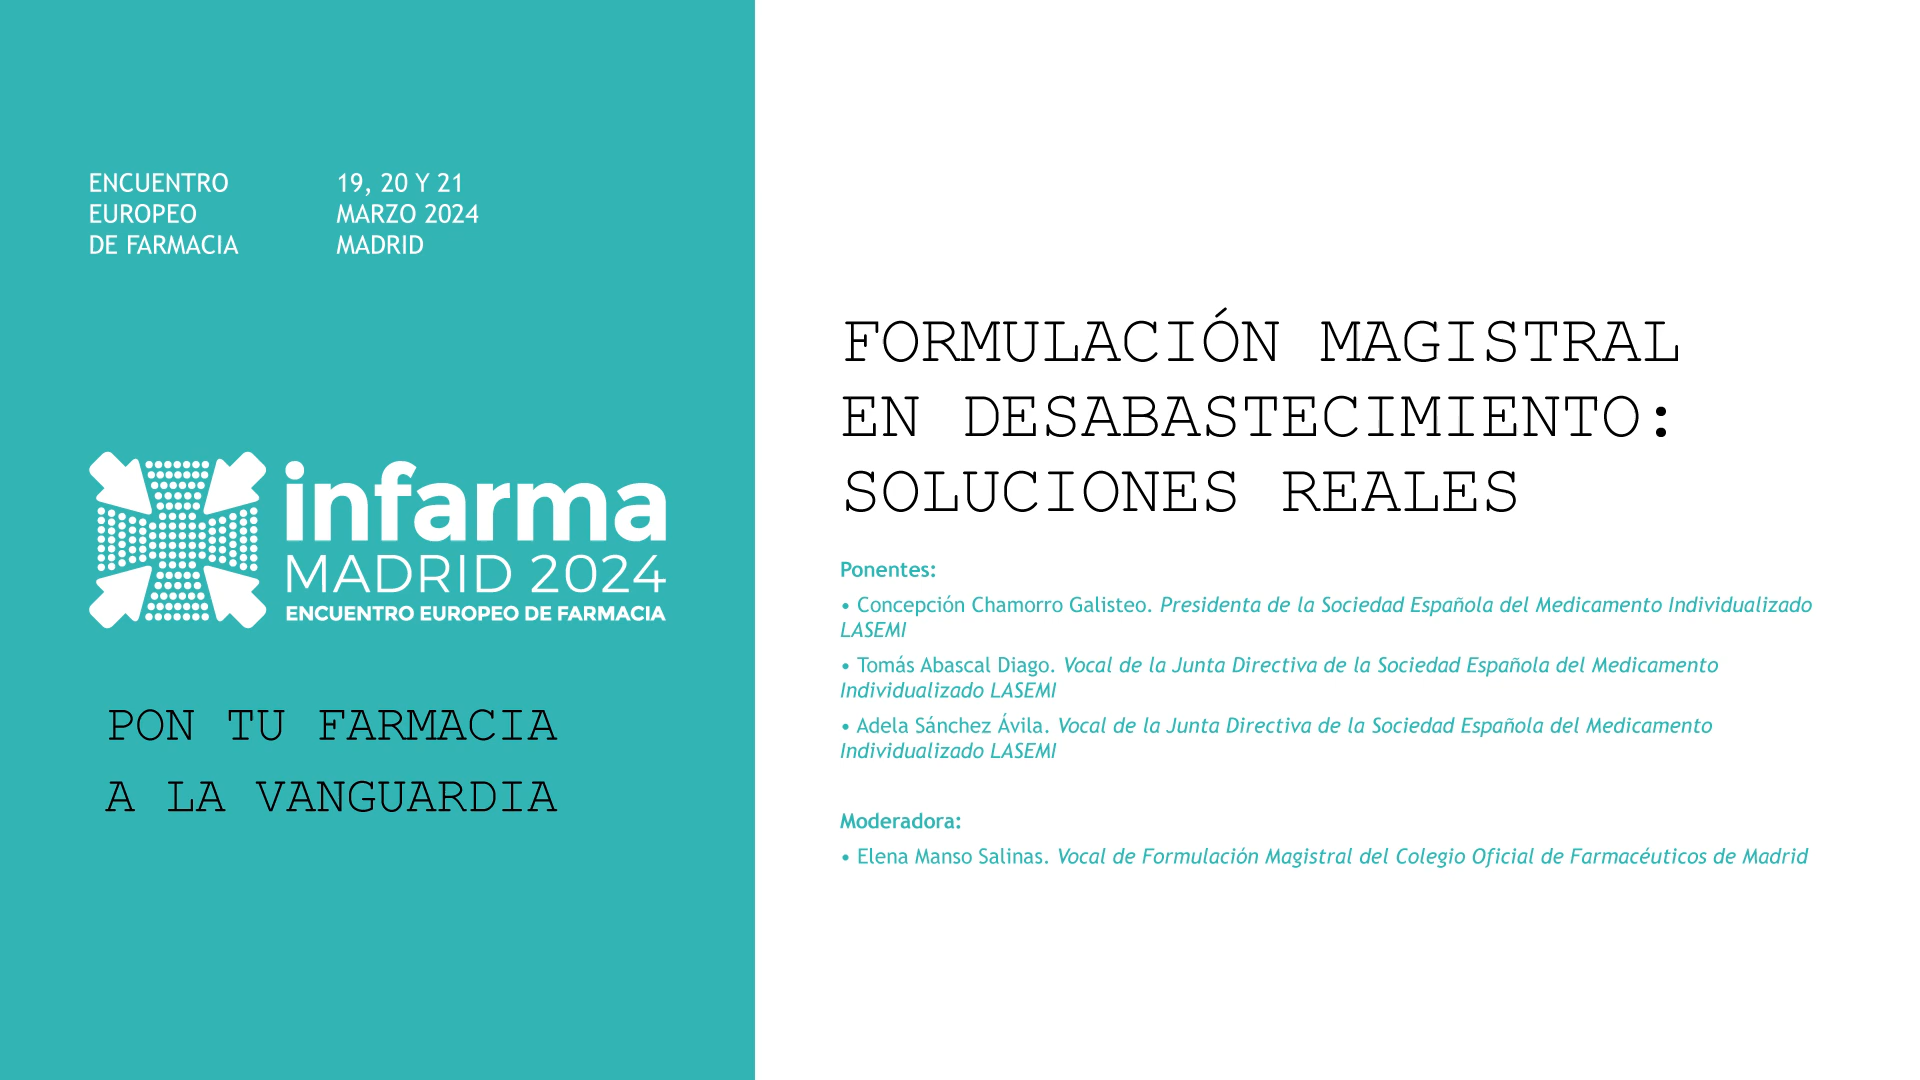 ENCUENTRO
EUROPEO
DE FARMACIA
19, 20 Y 21
MARZO 2024
MADRID
infarma
MADRID 2024
ENCUENTRO EUROPEO DE FARMACIA
PON TU FARMACIA
A LA VANGUARDIA
FORMULACIÓN MAGISTRAL
EN DESABASTECIMIENTO:
SOLUCIONES REALES
Ponentes:
• Concepción Chamorro Galisteo. Presidenta de la Sociedad Española del Medicamento Individualizado
LASEMI
• Tomás Abascal Diago. Vocal de la Junta Directiva de la Sociedad Española del Medicamento
Individualizado LASEMI
• Adela Sánchez Ávila. Vocal de la Junta Directiva de la Sociedad Española del Medicamento
Individualizado LASEMI
Moderadora:
• Elena Manso Salinas. Vocal de Formulación Magistral del Colegio Oficial de Farmacéuticos de Madrid